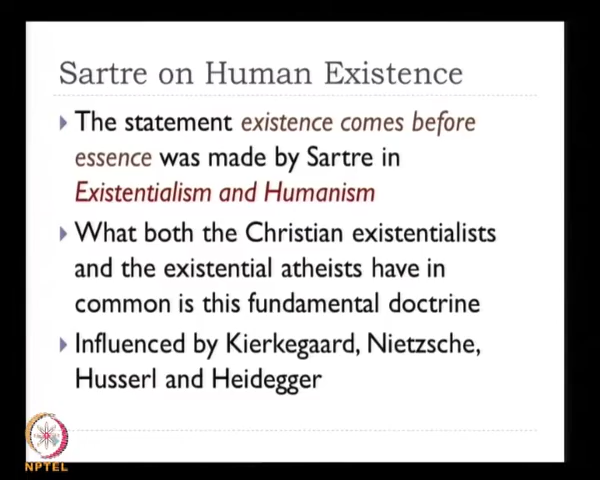 Sartre on Human Existence
The statement existence comes before
essence was made by Sartre in
Existentialism and Humanism
What both the Christian existentialists
and the existential atheists have in
common is this fundamental doctrine
Influenced by Kierkegaard, Nietzsche,
Husserl and Heidegger
NPTEL